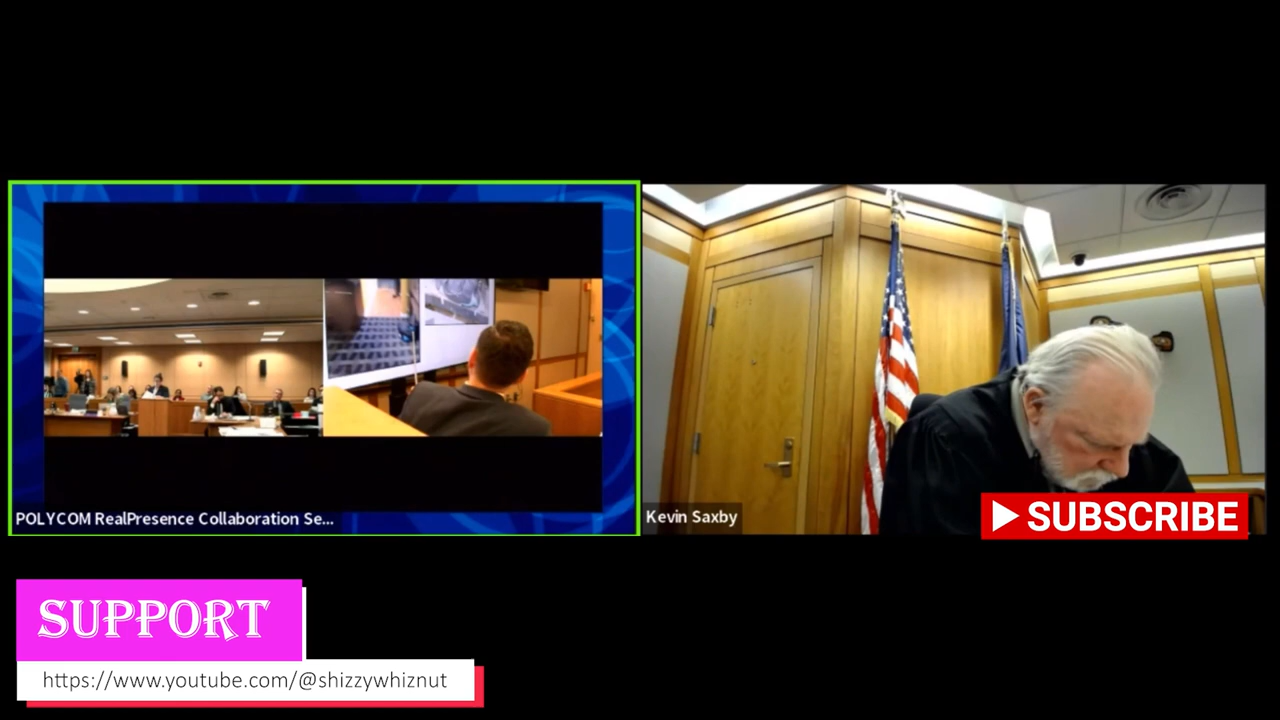 POLYCOM RealPresence Collaboration Se...
Kevin Saxby
SUBSCRIBE
SUPPORT
https://www.youtube.com/@shizzywhiznut